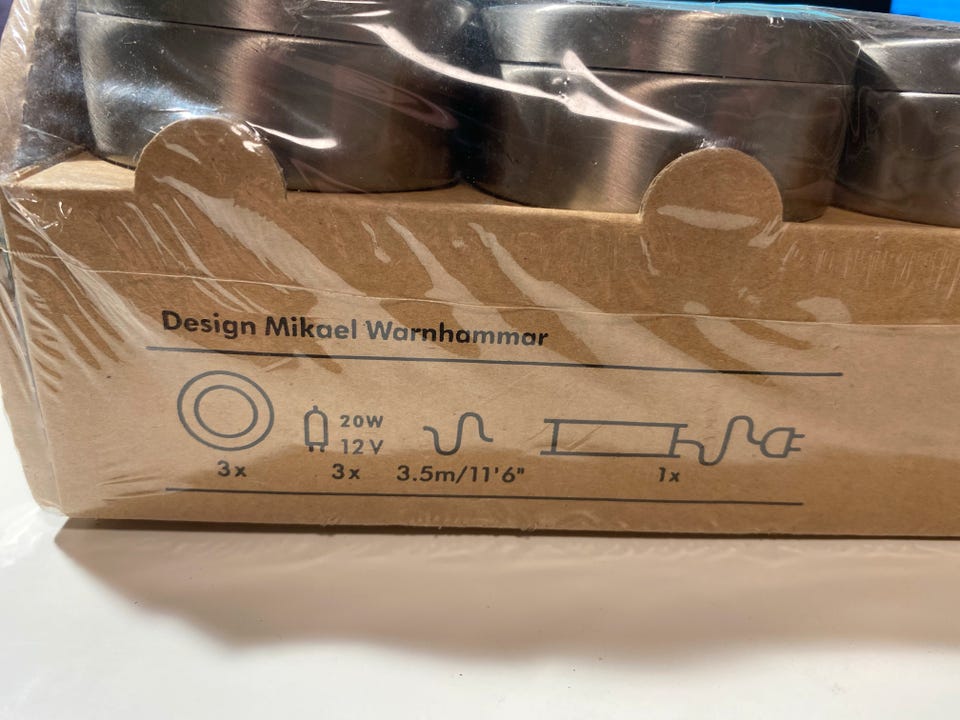 Design Mikael Warnhammar
20W
12V
3x 3x 3.5m/11'6" 1x